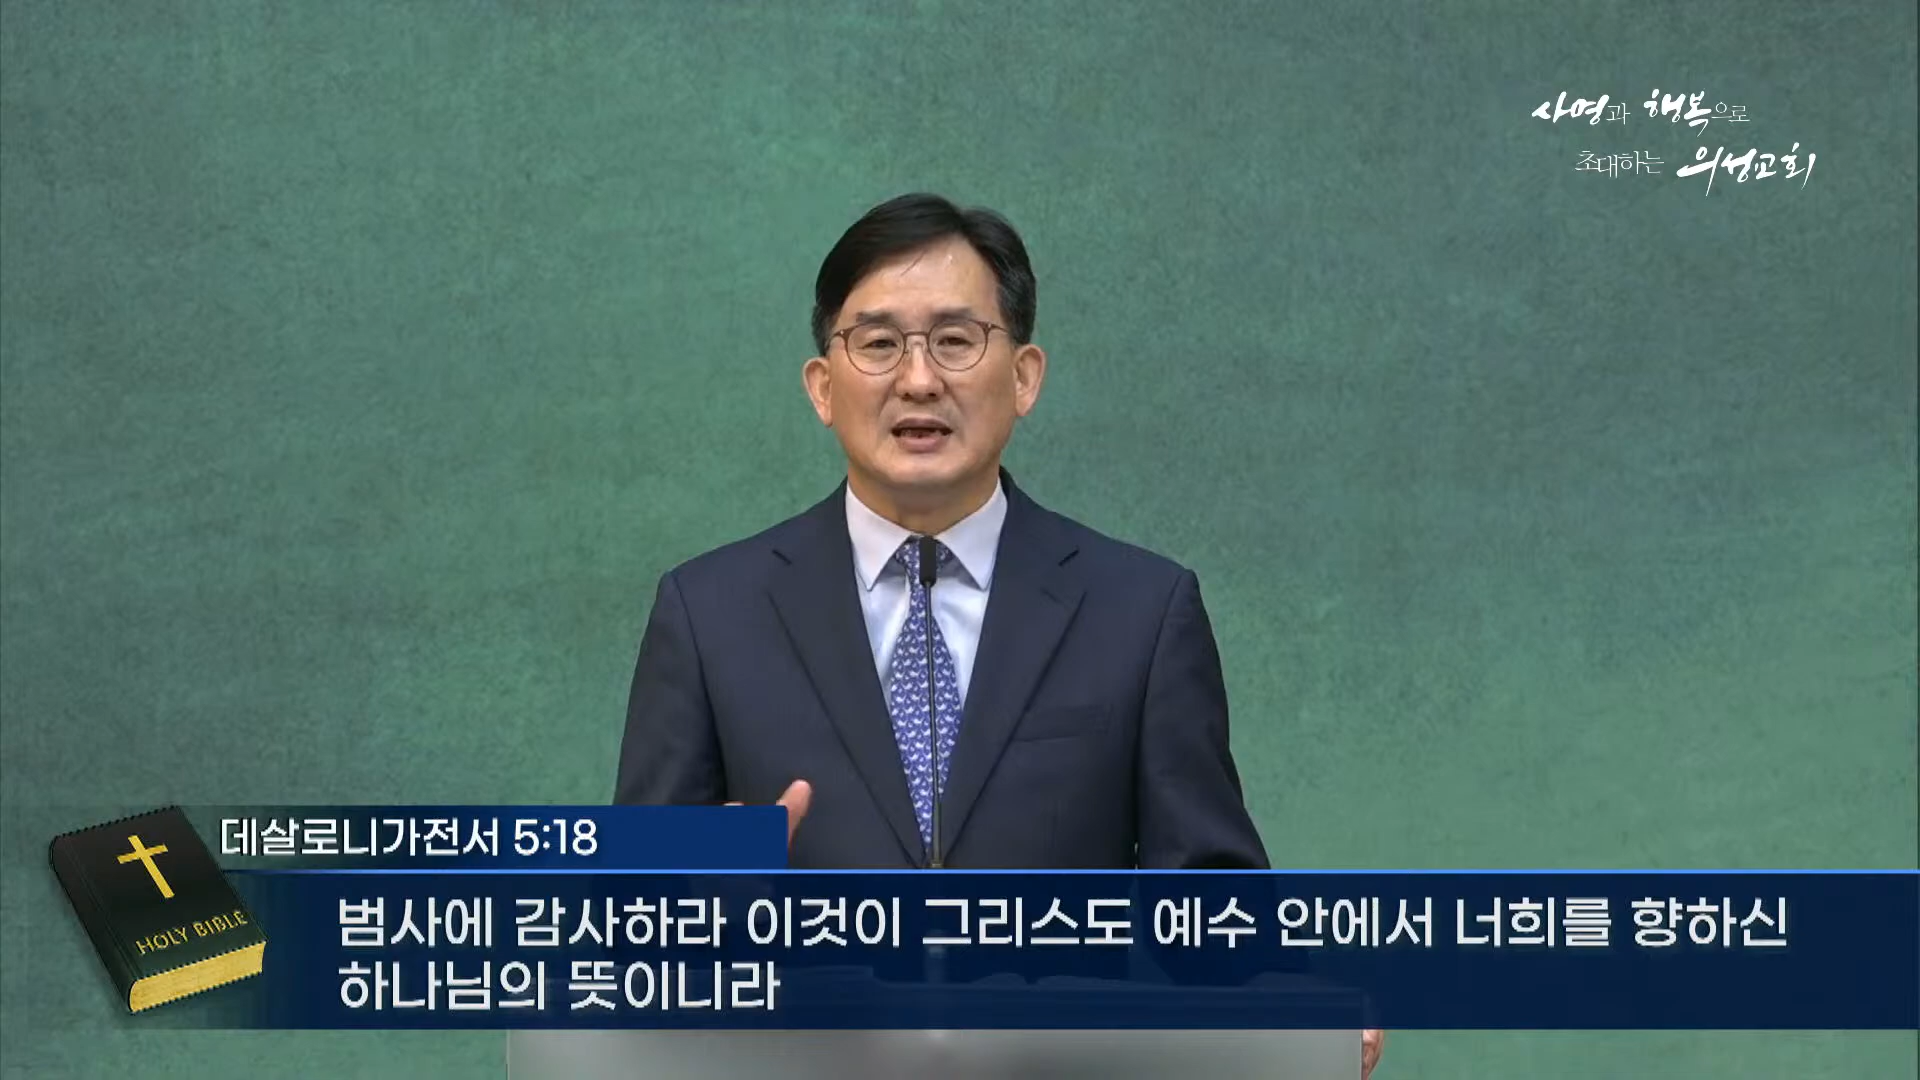 사명과 행복으로
초대하는 의성교회
데살로니가전서 5:18
HOLY BIBLE
범사에 감사하라 이것이 그리스도 예수 안에서 너희를 향하신
하나님의 뜻이니라